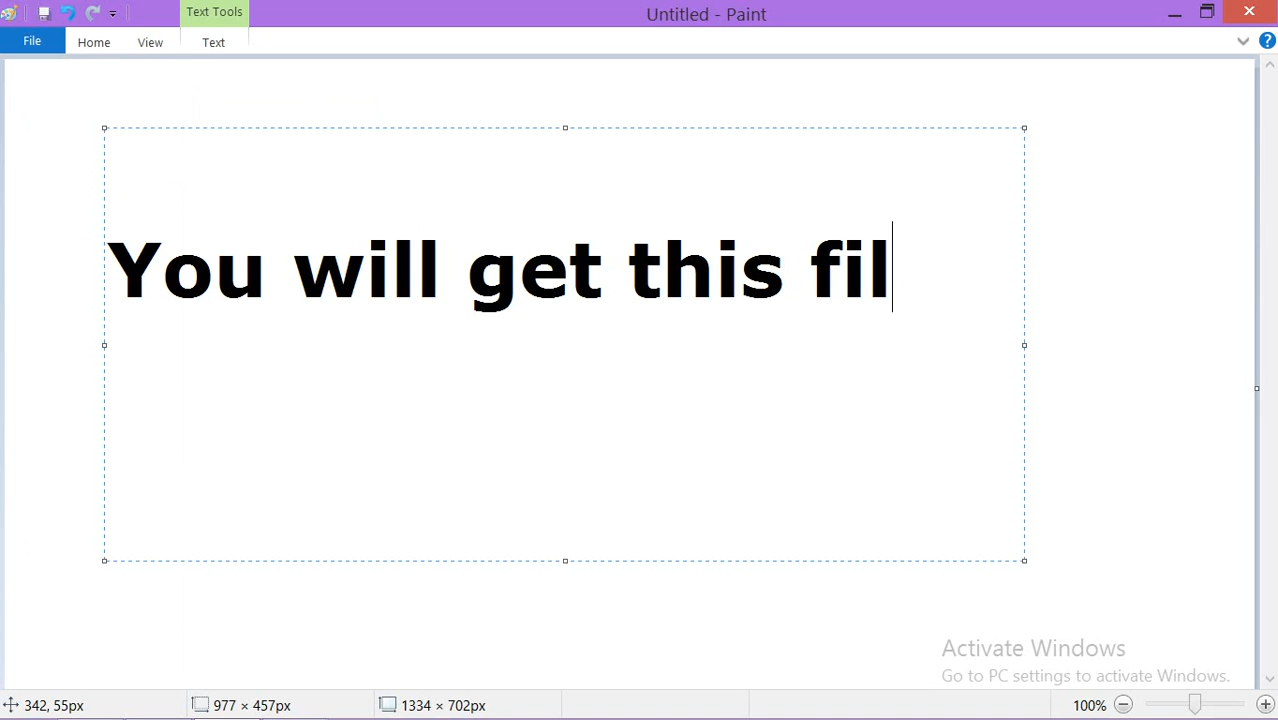 Text Tools
Untitled - Paint
File
Home
View
Text
You will get this fil
Activate Windows
Go to PC settings to activate Windows.
342, 55px
977 × 457px
1334 × 702px
100%